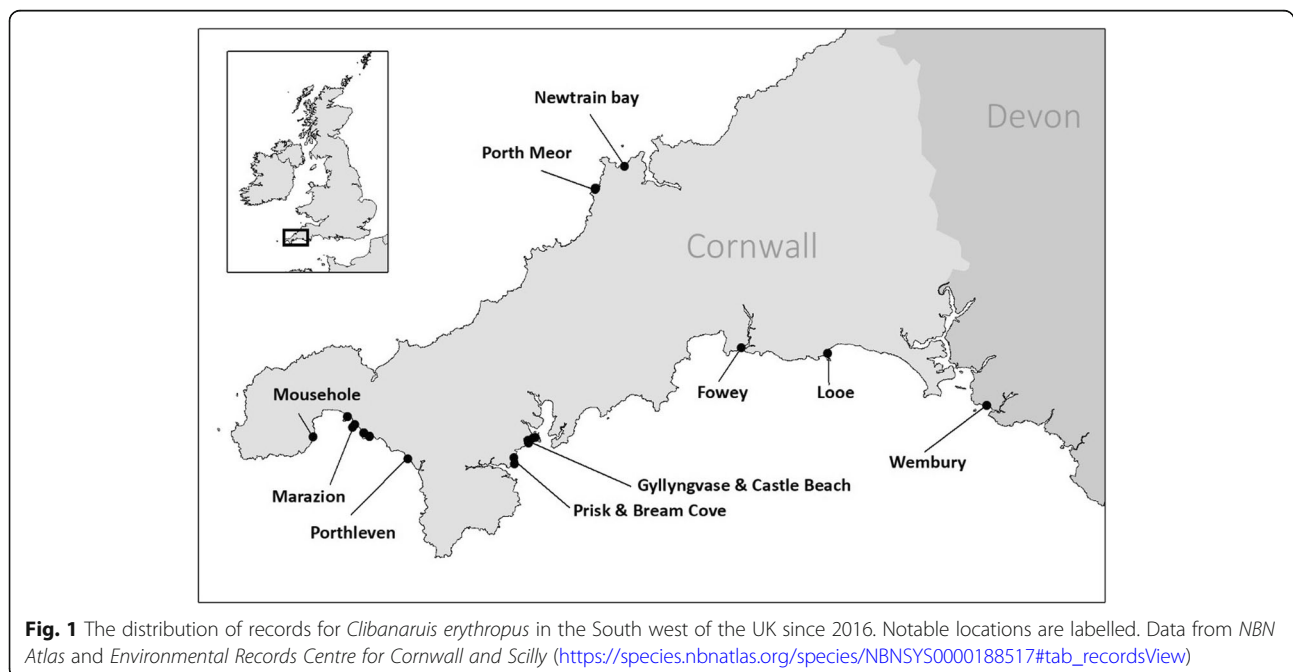 Newtrain bay
Devon
Porth Meor
Cornwall
Mousehole
Fowey
Looe
Wembury
Gyllyngvase & Castle Beach
Marazion
Prisk & Bream Cove
Porthleven
Fig. 1 The distribution of records for Clibanaruis erythropus in the South west of the UK since 2016. Notable locations are labelled. Data from NBN
Atlas and Environmental Records Centre for Cornwall and Scilly (https://species.nbnatlas.org/species/NBNSYS0000188517#tab_recordsView)